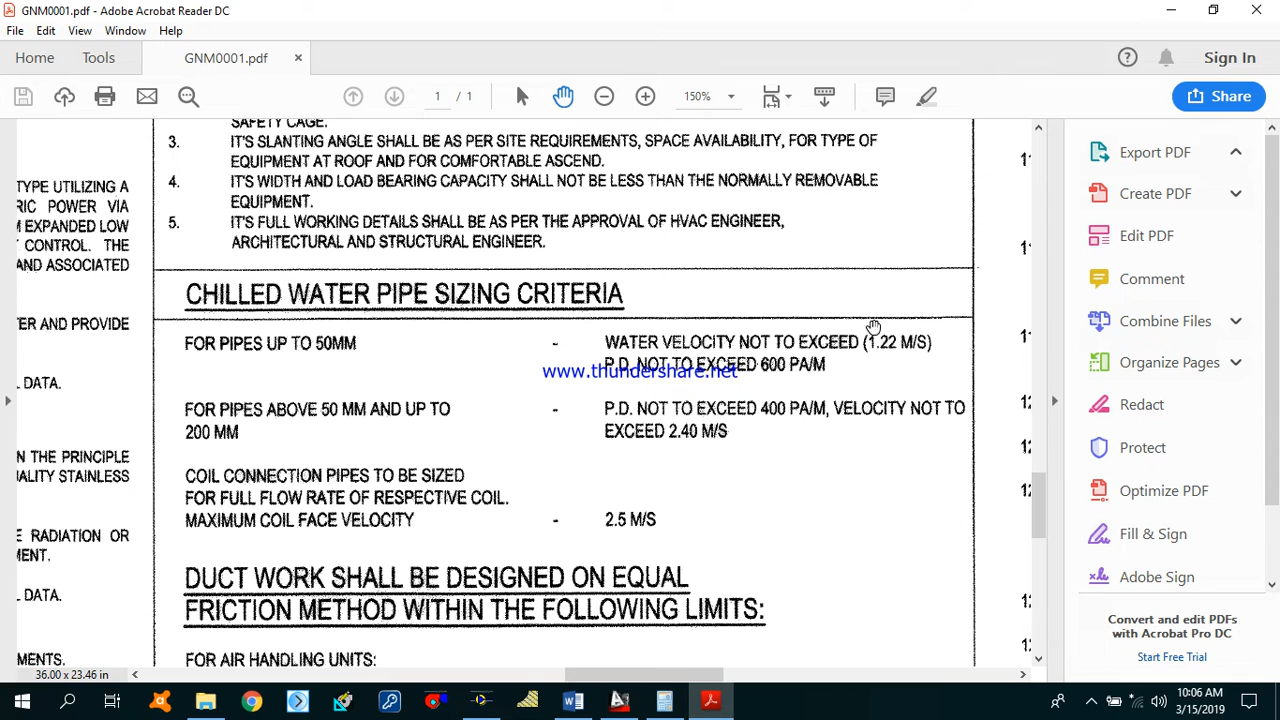 GNM0001.pdf - Adobe Acrobat Reader DC
File Edit View Window Help
Home Tools GNM0001.pdf × Sign In
1 / 1 150% Share
SAFETY CAGE.
3. IT'S SLANTING ANGLE SHALL BE AS PER SITE REQUIREMENTS, SPACE AVAILABILITY, FOR TYPE OF
EQUIPMENT AT ROOF AND FOR COMFORTABLE ASCEND.
4. IT'S WIDTH AND LOAD BEARING CAPACITY SHALL NOT BE LESS THAN THE NORMALLY REMOVABLE
EQUIPMENT.
5. IT'S FULL WORKING DETAILS SHALL BE AS PER THE APPROVAL OF HVAC ENGINEER,
ARCHITECTURAL AND STRUCTURAL ENGINEER.
TYPE UTILIZING A
RIC POWER VIA
M EXPANDED LOW
CONTROL. THE
AND ASSOCIATED
TER AND PROVIDE
DATA.
N THE PRINCIPLE
ALITY STAINLESS
E RADIATION OR
MENT.
DATA.
MENTS.
CHILLED WATER PIPE SIZING CRITERIA
FOR PIPES UP TO 50MM - WATER VELOCITY NOT TO EXCEED (1.22 M/S)
P.D. NOT TO EXCEED 600 PA/M
www.thundershare.net
FOR PIPES ABOVE 50 MM AND UP TO - P.D. NOT TO EXCEED 400 PA/M, VELOCITY NOT TO
200 MM EXCEED 2.40 M/S
COIL CONNECTION PIPES TO BE SIZED
FOR FULL FLOW RATE OF RESPECTIVE COIL.
MAXIMUM COIL FACE VELOCITY - 2.5 M/S
DUCT WORK SHALL BE DESIGNED ON EQUAL
FRICTION METHOD WITHIN THE FOLLOWING LIMITS:
FOR AIR HANDLING UNITS:
36.00 x 23.46 in
Export PDF
Create PDF
Edit PDF
Comment
Combine Files
Organize Pages
Redact
Protect
Optimize PDF
Fill & Sign
Adobe Sign
Convert and edit PDFs
with Acrobat Pro DC
Start Free Trial
10:06 AM
3/15/2019